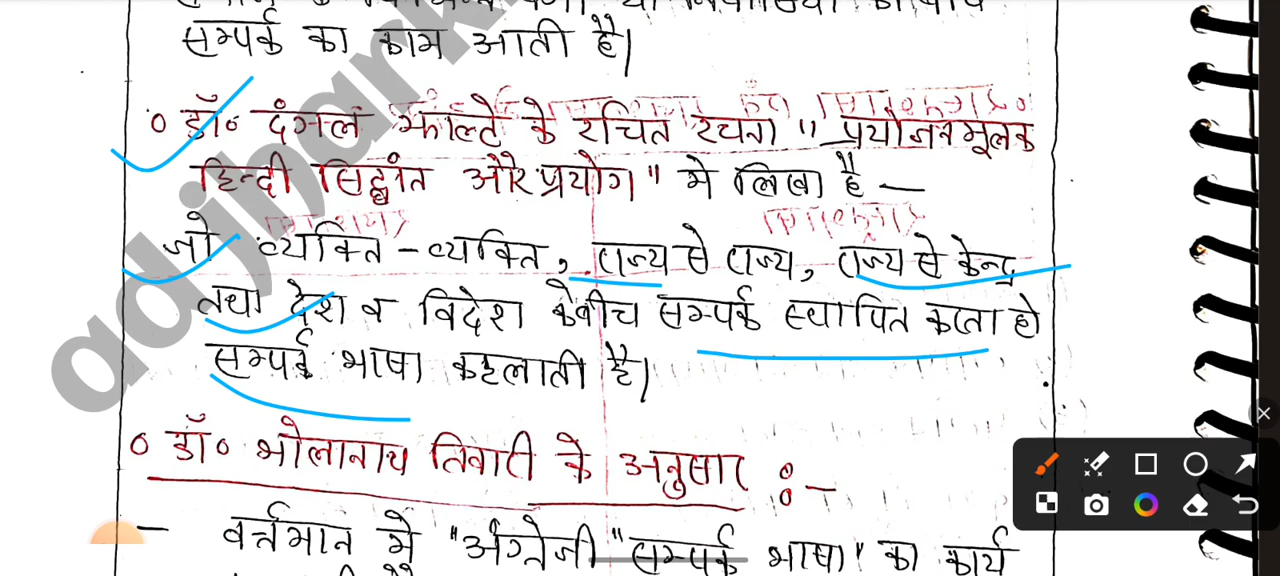 सम्पर्क का काम आती है।
० डॉ० दंगल झाल्टे के रचित रचना " प्रयोजनमूलक
हिन्दी सिद्धांत और प्रयोग " मे लिखा है —
जो व्यक्ति - व्यक्ति, राज्य से राज्य, राज्य से केन्द्र
तथा देश व विदेश के बीच सम्पर्क स्थापित करता हो
सम्पर्क भाषा कहलाती है।
० डॉ० भोलानाथ तिवारी के अनुसार :-
- वर्त्तमान मे "अंग्रेजी "सम्पर्क भाषा" का कार्य